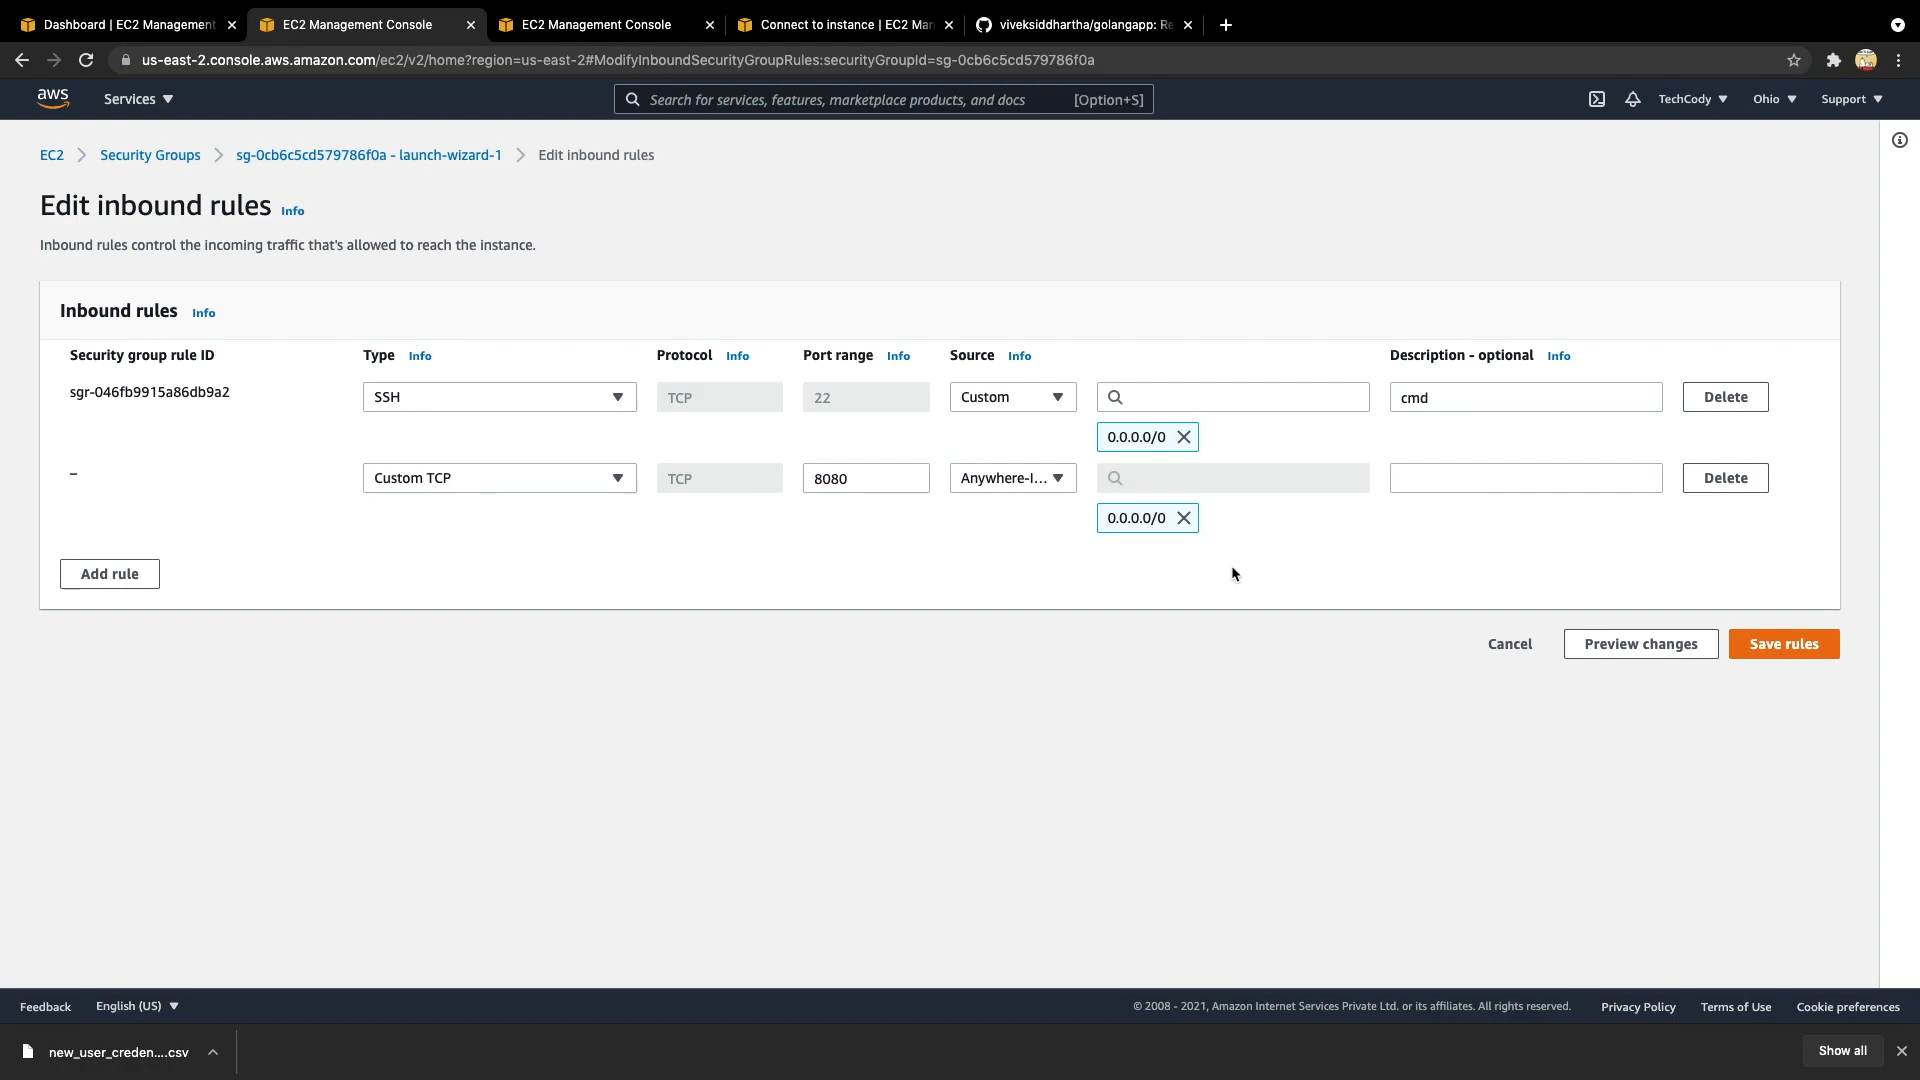 Dashboard | EC2 Management
EC2 Management Console
EC2 Management Console
Connect to instance | EC2 Man
viveksiddhartha/golangapp: Re
us-east-2.console.aws.amazon.com/ec2/v2/home?region=us-east-2#ModifyInboundSecurityGroupRules:securityGroupId=sg-0cb6c5cd579786f0a
aws
Services
Search for services, features, marketplace products, and docs
[Option+S]
TechCody
Ohio
Support
EC2
Security Groups
sg-0cb6c5cd579786f0a - launch-wizard-1
Edit inbound rules
Edit inbound rules Info
Inbound rules control the incoming traffic that's allowed to reach the instance.
Inbound rules Info
Security group rule ID
Type Info
Protocol Info
Port range Info
Source Info
Description - optional Info
sgr-046fb9915a86db9a2
SSH
TCP
22
Custom
cmd
Delete
0.0.0.0/0
–
Custom TCP
TCP
8080
Anywhere-I...
Delete
0.0.0.0/0
Add rule
Cancel
Preview changes
Save rules
Feedback
English (US)
© 2008 - 2021, Amazon Internet Services Private Ltd. or its affiliates. All rights reserved.
Privacy Policy
Terms of Use
Cookie preferences
new_user_creden....csv
Show all